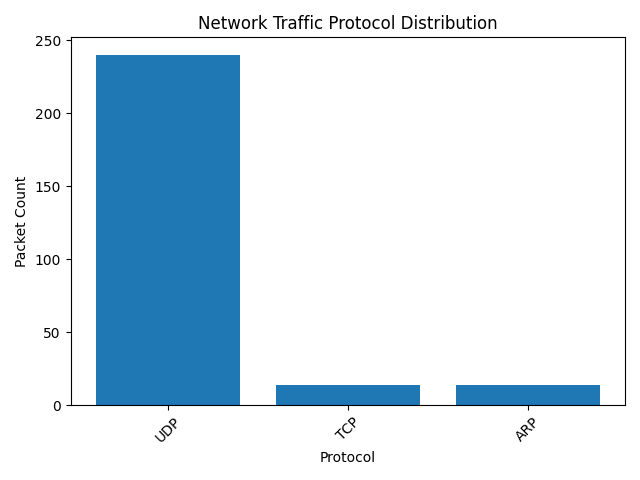 Network Traffic Protocol Distribution
250
200
150
100
50
0
Packet Count
UDP
TCP
ARP
Protocol